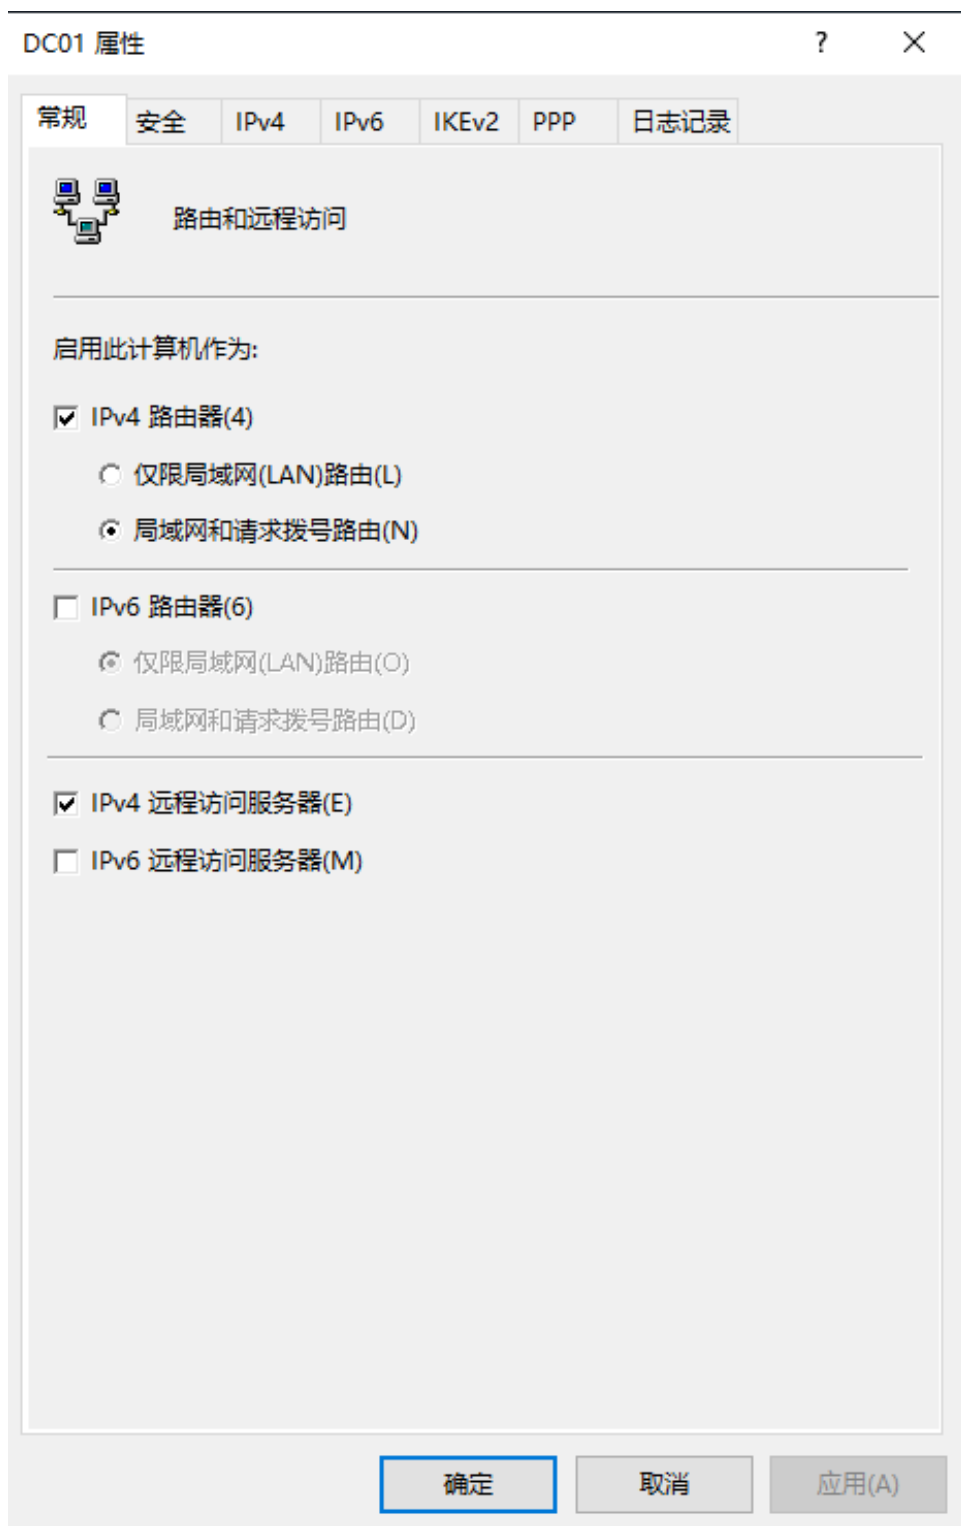 DC01 属性
常规 安全 IPv4 IPv6 IKEv2 PPP 日志记录
路由和远程访问
启用此计算机作为:
IPv4 路由器(4)
仅限局域网(LAN)路由(L)
局域网和请求拨号路由(N)
IPv6 路由器(6)
仅限局域网(LAN)路由(O)
局域网和请求拨号路由(D)
IPv4 远程访问服务器(E)
IPv6 远程访问服务器(M)
确定 取消 应用(A)